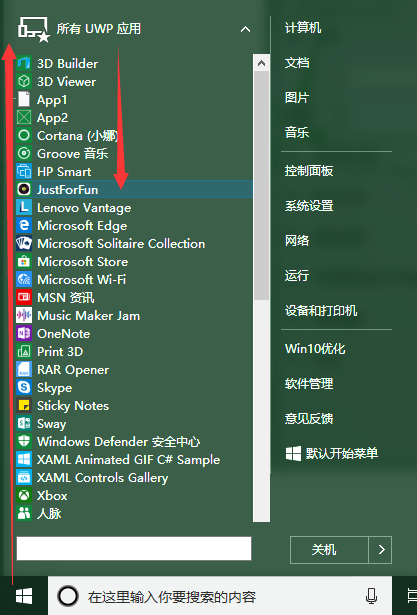 所有 UWP 应用
3D Builder
3D Viewer
App1
App2
Cortana (小娜)
Groove 音乐
HP Smart
JustForFun
Lenovo Vantage
Microsoft Edge
Microsoft Solitaire Collection
Microsoft Store
Microsoft Wi-Fi
MSN 资讯
Music Maker Jam
OneNote
Print 3D
RAR Opener
Skype
Sticky Notes
Sway
Windows Defender 安全中心
XAML Animated GIF C# Sample
XAML Controls Gallery
Xbox
人脉
计算机
文档
图片
音乐
控制面板
系统设置
网络
运行
设备和打印机
Win10优化
软件管理
意见反馈
默认开始菜单
关机
在这里输入你要搜索的内容